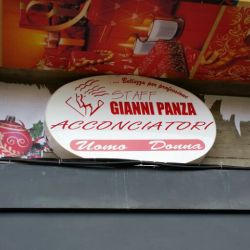 ... Bellezza per professione
STAFF
GIANNI PANZA
ACCONCIATORI
Uomo Donna